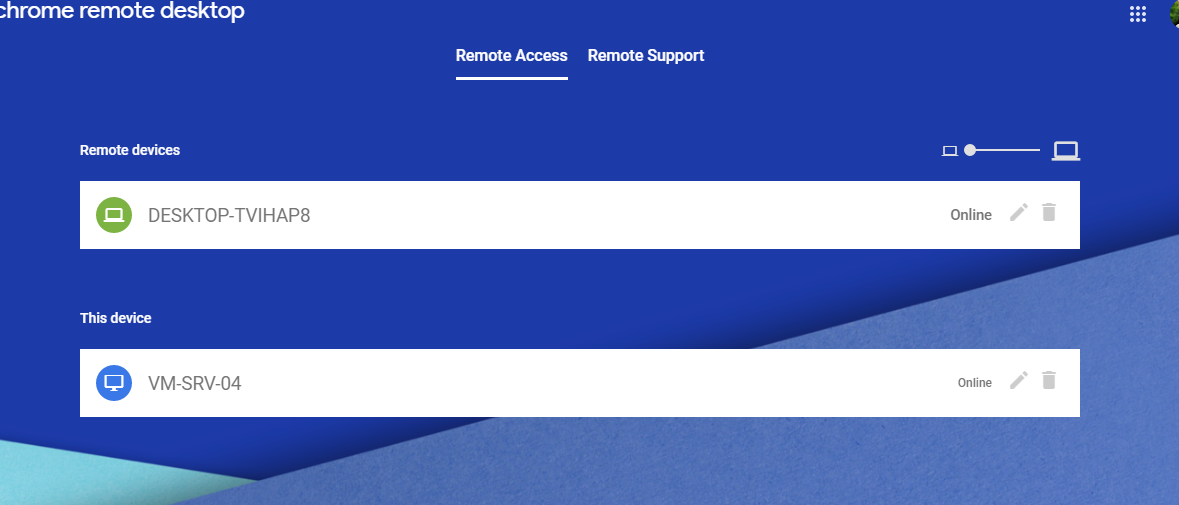 chrome remote desktop
Remote Access Remote Support
Remote devices
DESKTOP-TVIHAP8 Online
This device
VM-SRV-04 Online